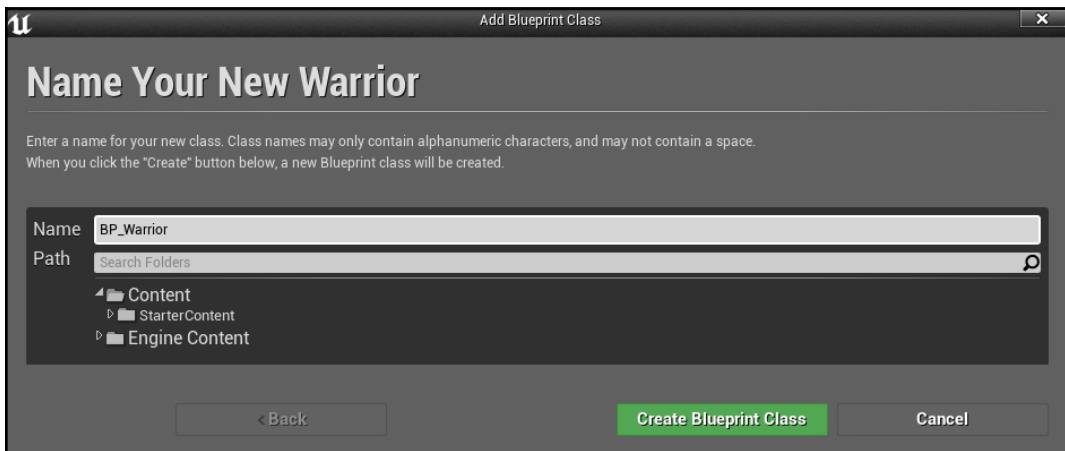 Add Blueprint Class
Name Your New Warrior
Enter a name for your new class. Class names may only contain alphanumeric characters, and may not contain a space.
When you click the "Create" button below, a new Blueprint class will be created.
Name BP_Warrior
Path Search Folders
Content
StarterContent
Engine Content
< Back Create Blueprint Class Cancel